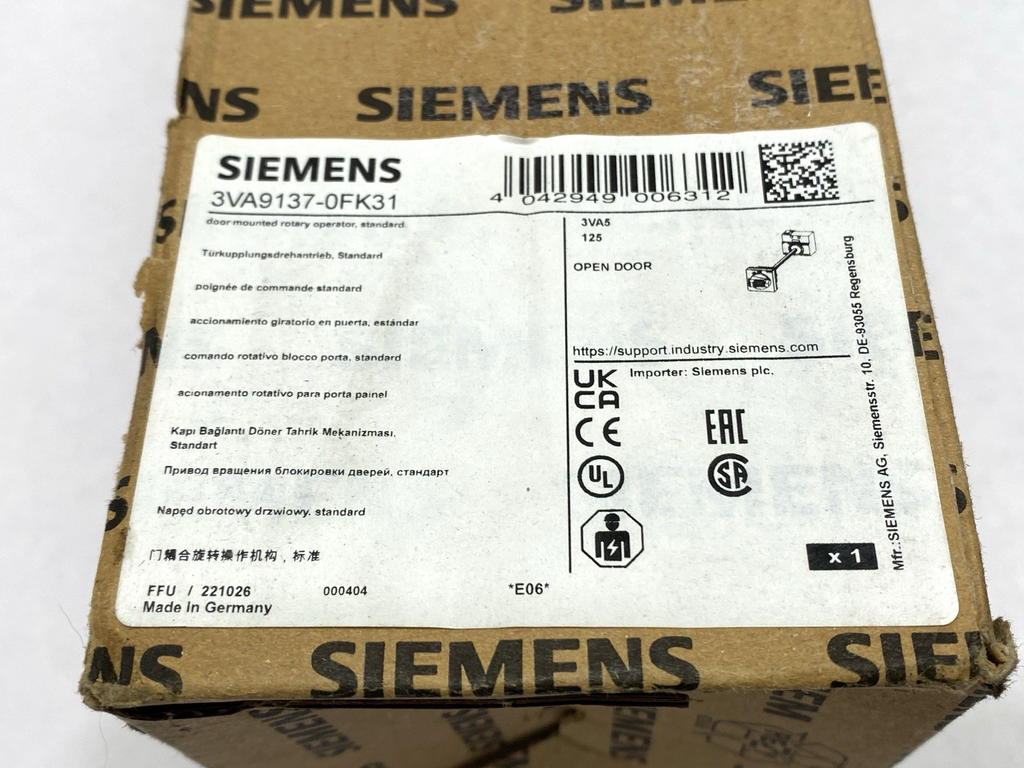 SIEMENS SIEMENS
NS SIEMENS SIEE
SIEMENS
3VA9137-0FK31
4 042949 006312
door mounted rotary operator, standard.
Türkupplungsdrehantrieb, Standard
poignée de commande standard
accionamiento giratorio en puerta, estándar
comando rotativo blocco porta, standard
acionamento rotativo para porta painel
Kapı Bağlantı Döner Tahrik Mekanizması,
Standart
Привод вращения блокировки дверей, стандарт
Napęd obrotowy drzwiowy, standard
门耦合旋转操作机构，标准
FFU / 221026 000404 *E06*
Made in Germany
3VA5
125
OPEN DOOR
https://support.industry.siemens.com
UK
CA
Importer: Siemens plc.
CE
EAC
UL
SA
x 1
Mfr.:SIEMENS AG, Siemensstr. 10, DE-93055 Regensburg
NS SIEMENS SIE